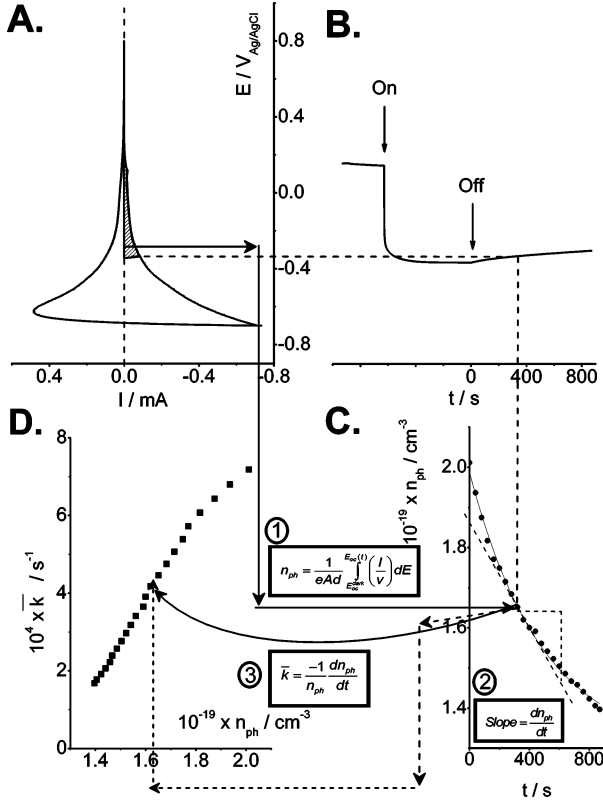 A.
E / V_Ag/AgCl
0.8
0.4
0.0
-0.4
-0.8
0.4 0.0 -0.4 -0.8
I / mA
B.
On
Off
0 400 800
t / s
D.
8
6
4
2
0
10^4 x k̅ / s^-1
1.4 1.6 1.8 2.0
10^-19 x n_ph / cm^-3
1
n_ph = 1/eAd ∫_{E_oc^dark}^{E_oc(t)} (I/v) dE
3
k̅ = -1/n_ph dn_ph/dt
C.
10^-19 x n_ph / cm^-3
2.0
1.8
1.6
1.4
2
Slope = dn_ph/dt
0 400 800
t / s